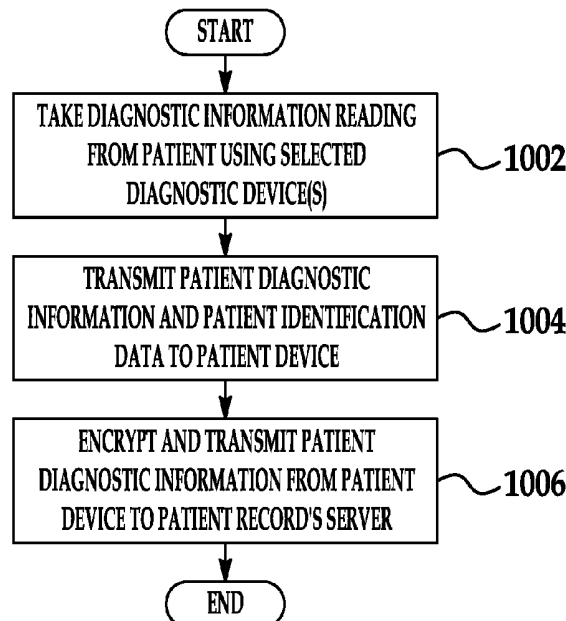 START
TAKE DIAGNOSTIC INFORMATION READING
FROM PATIENT USING SELECTED
DIAGNOSTIC DEVICE(S)
1002
TRANSMIT PATIENT DIAGNOSTIC
INFORMATION AND PATIENT IDENTIFICATION
DATA TO PATIENT DEVICE
1004
ENCRYPT AND TRANSMIT PATIENT
DIAGNOSTIC INFORMATION FROM PATIENT
DEVICE TO PATIENT RECORD'S SERVER
1006
END